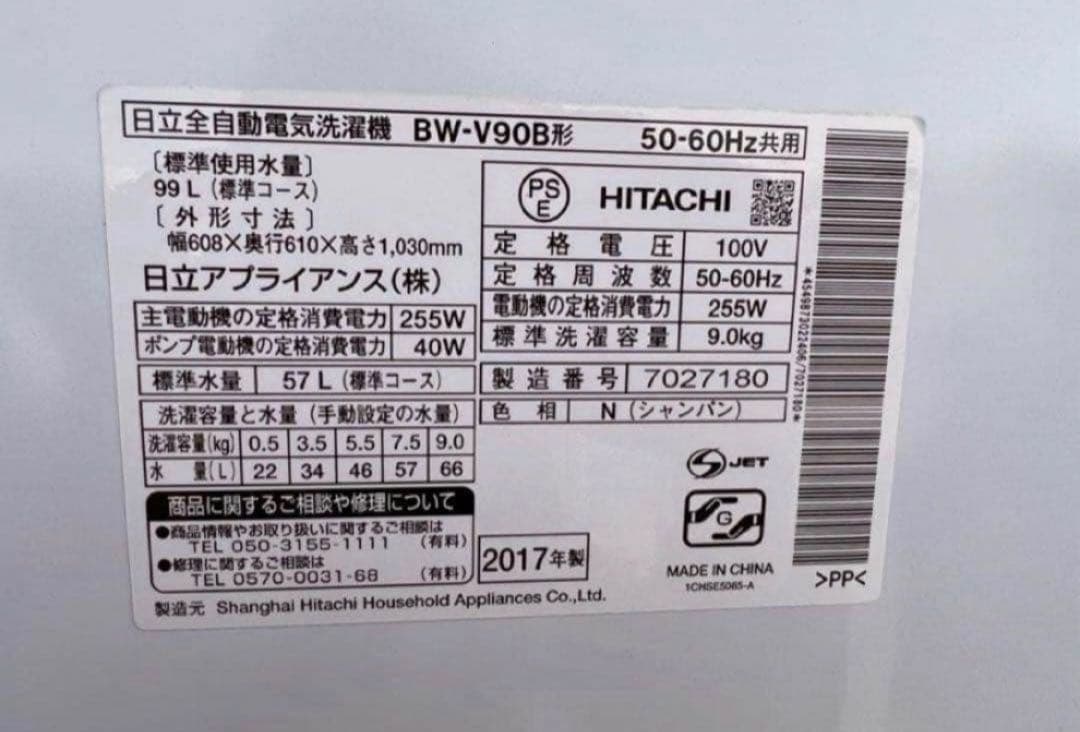 日立全自動電気洗濯機 BW-V90B形 50-60Hz共用
〔標準使用水量〕
99 L (標準コース)
〔外形寸法〕
幅608×奥行610×高さ1,030mm
日立アプライアンス(株)
主電動機の定格消費電力 255W
ポンプ電動機の定格消費電力 40W
標準水量 57 L (標準コース)
洗濯容量と水量 (手動設定の水量)
洗濯容量(kg) 0.5 3.5 5.5 7.5 9.0
水 量(L) 22 34 46 57 66
商品に関するご相談や修理について
●商品情報やお取り扱いに関するご相談は
TEL 050-3155-1111 (有料)
●修理に関するご相談は
TEL 0570-0031-68 (有料)
製造元 Shanghai Hitachi Household Appliances Co.,Ltd.
PS
E
HITACHI
定格電圧 100V
定格周波数 50-60Hz
電動機の定格消費電力 255W
標準洗濯容量 9.0kg
製造番号 7027180
色相 N (シャンパン)
JET
G
2017年製
MADE IN CHINA
1CHSE5065-A
*4549873022406/7027180*
>PP<